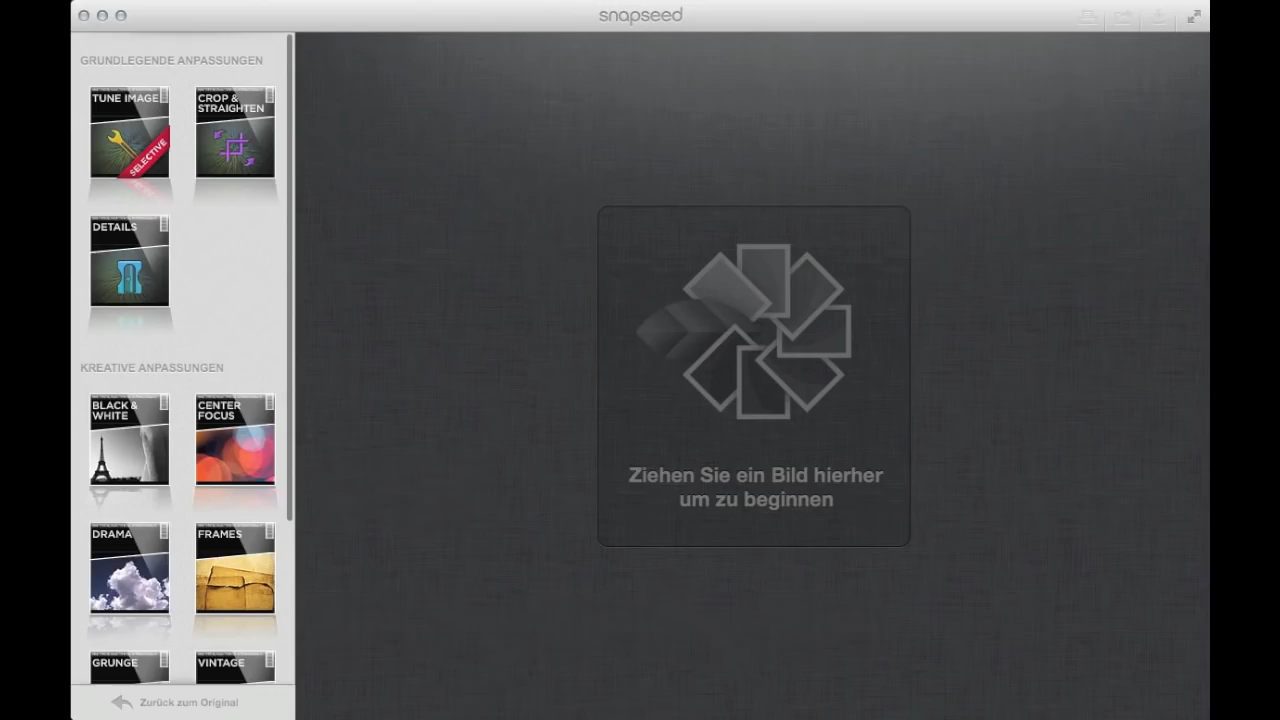 snapseed
GRUNDLEGENDE ANPASSUNGEN
TUNE IMAGE
SELECTIVE
CROP &
STRAIGHTEN
DETAILS
KREATIVE ANPASSUNGEN
BLACK &
WHITE
CENTER
FOCUS
DRAMA
FRAMES
GRUNGE
VINTAGE
Zurück zum Original
Ziehen Sie ein Bild hierher
um zu beginnen